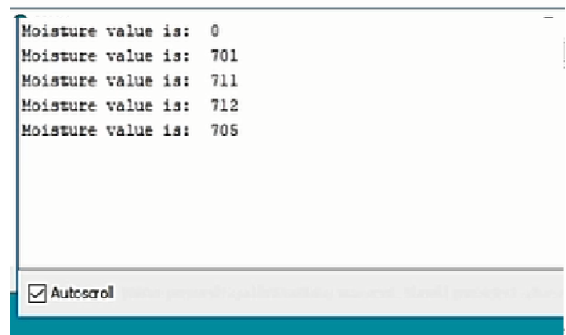 Moisture value is: 0
Moisture value is: 701
Moisture value is: 711
Moisture value is: 712
Moisture value is: 705
Autoscroll